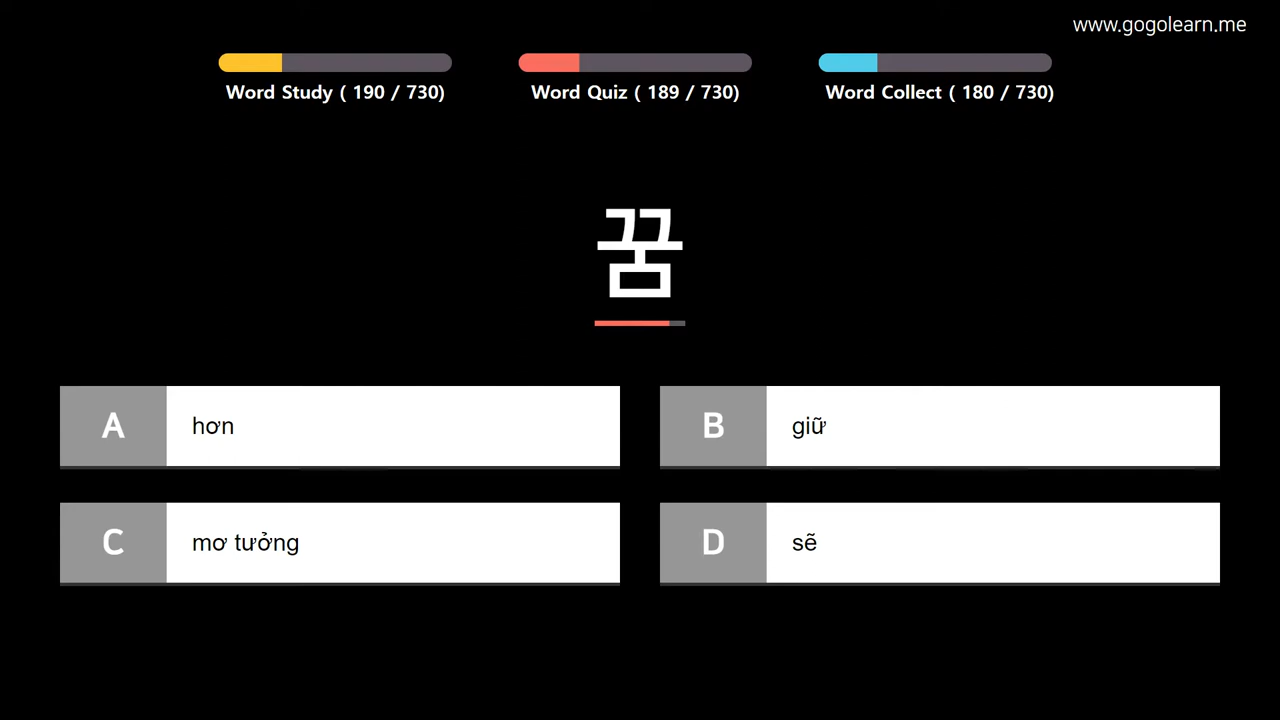 www.gogolearn.me
Word Study ( 190 / 730)
Word Quiz ( 189 / 730)
Word Collect ( 180 / 730)
꿈
A hơn
B giữ
C mơ tưởng
D sẽ